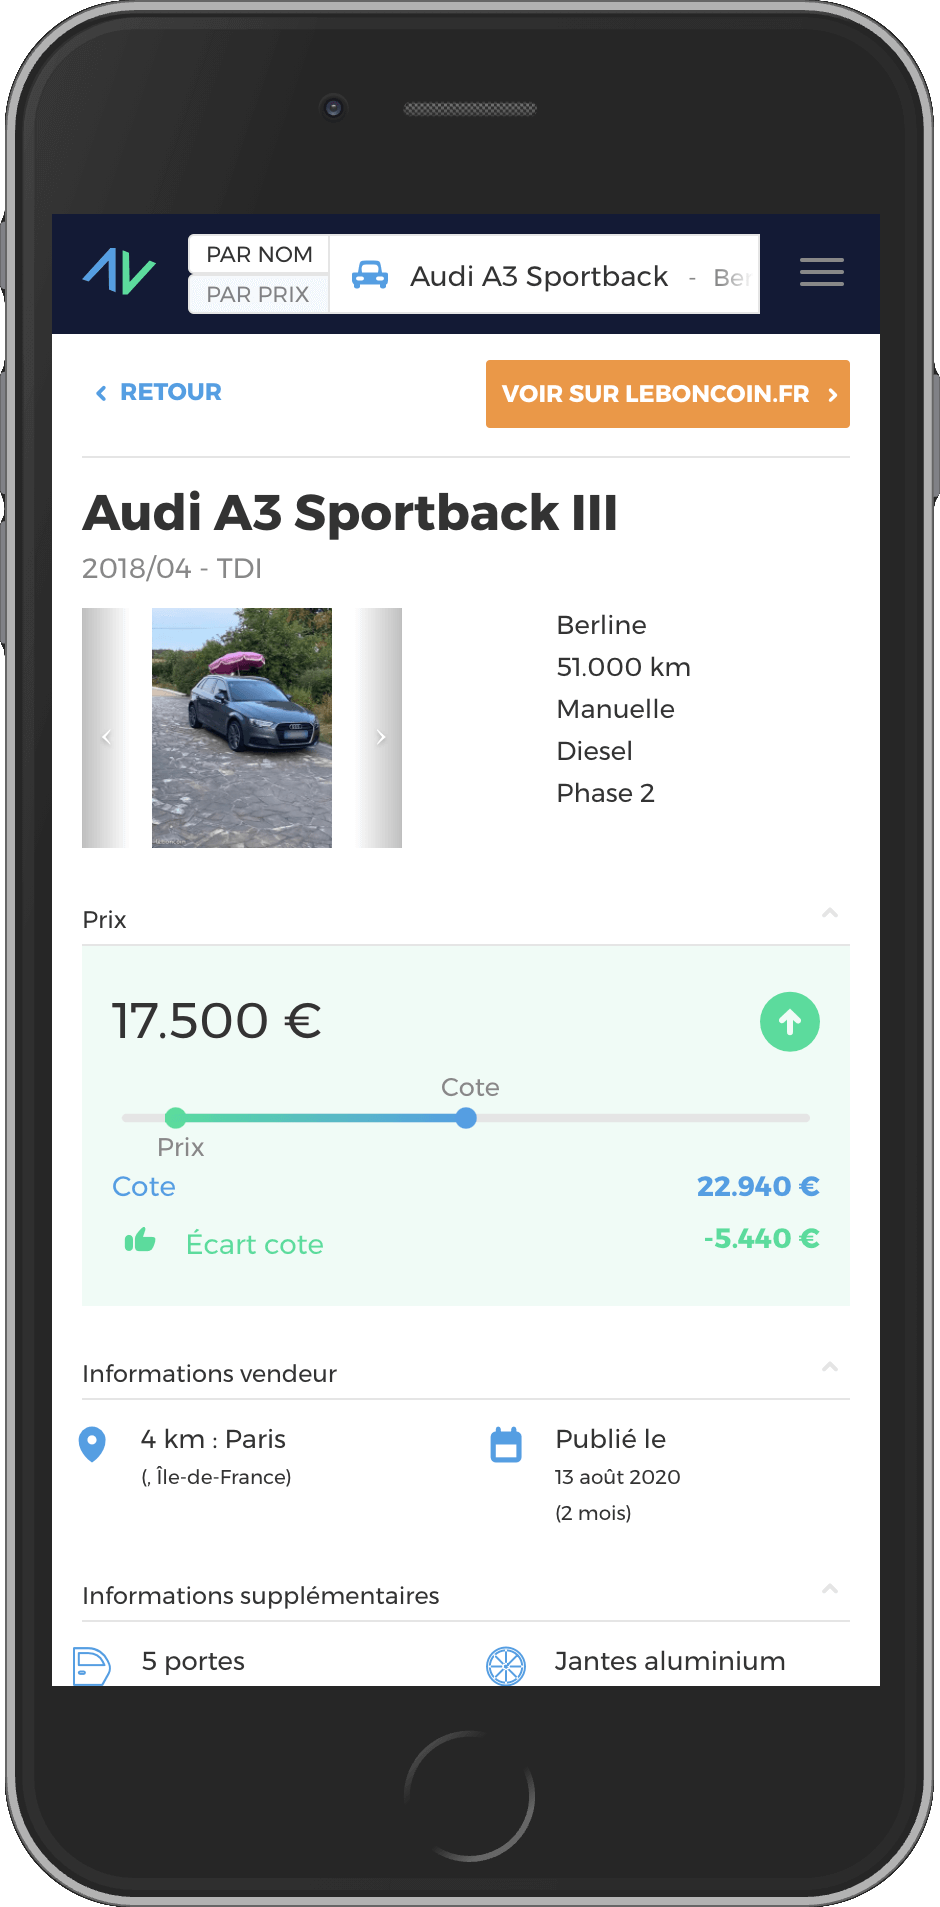 PAR NOM
PAR PRIX
Audi A3 Sportback - Ber
RETOUR
VOIR SUR LEBONCOIN.FR
Audi A3 Sportback III
2018/04 - TDI
Berline
51.000 km
Manuelle
Diesel
Phase 2
Prix
17.500 €
Cote
Prix
Cote 22.940 €
Écart cote -5.440 €
Informations vendeur
4 km : Paris
(, Île-de-France)
Publié le
13 août 2020
(2 mois)
Informations supplémentaires
5 portes
Jantes aluminium